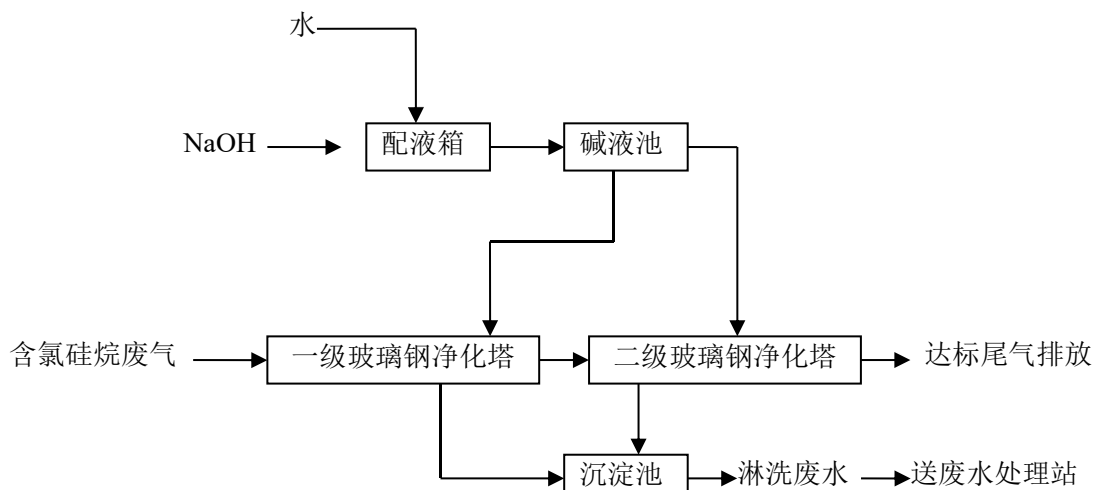 水
NaOH
配液箱
碱液池
含氯硅烷废气
一级玻璃钢净化塔
二级玻璃钢净化塔
达标尾气排放
沉淀池
淋洗废水
送废水处理站